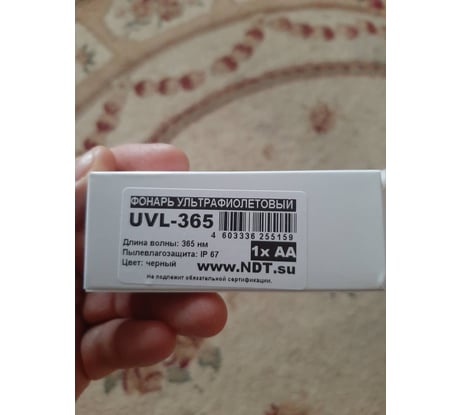 ФОНАРЬ УЛЬТРАФИОЛЕТОВЫЙ
UVL-365
4 603336 255159
Длина волны: 365 нм
Пылевлагозащита: IP 67
Цвет: черный
1x AA
www.NDT.su
Не подлежит обязательной сертификации.